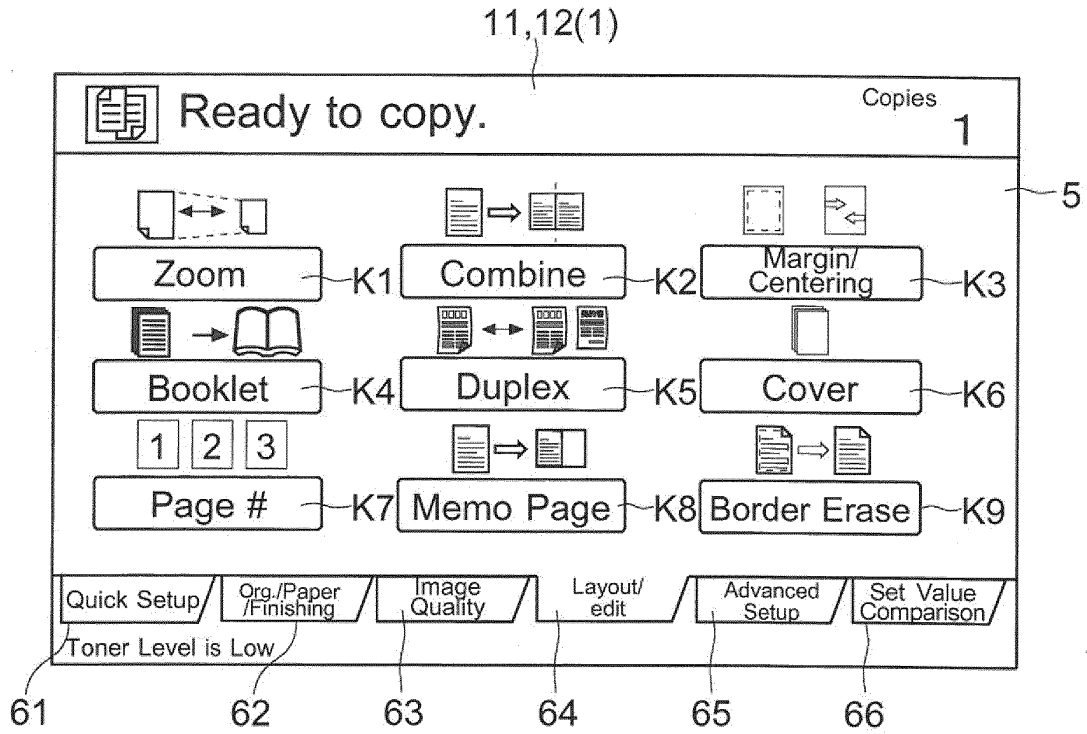 11,12(1)
Ready to copy.
Copies
1
5
Zoom
K1
Combine
K2
Margin/
Centering
K3
Booklet
K4
Duplex
K5
Cover
K6
1 2 3
Page #
K7
Memo Page
K8
Border Erase
K9
Quick Setup
Org./Paper
/Finishing
Image
Quality
Layout/
edit
Advanced
Setup
Set Value
Comparison
Toner Level is Low
61
62
63
64
65
66